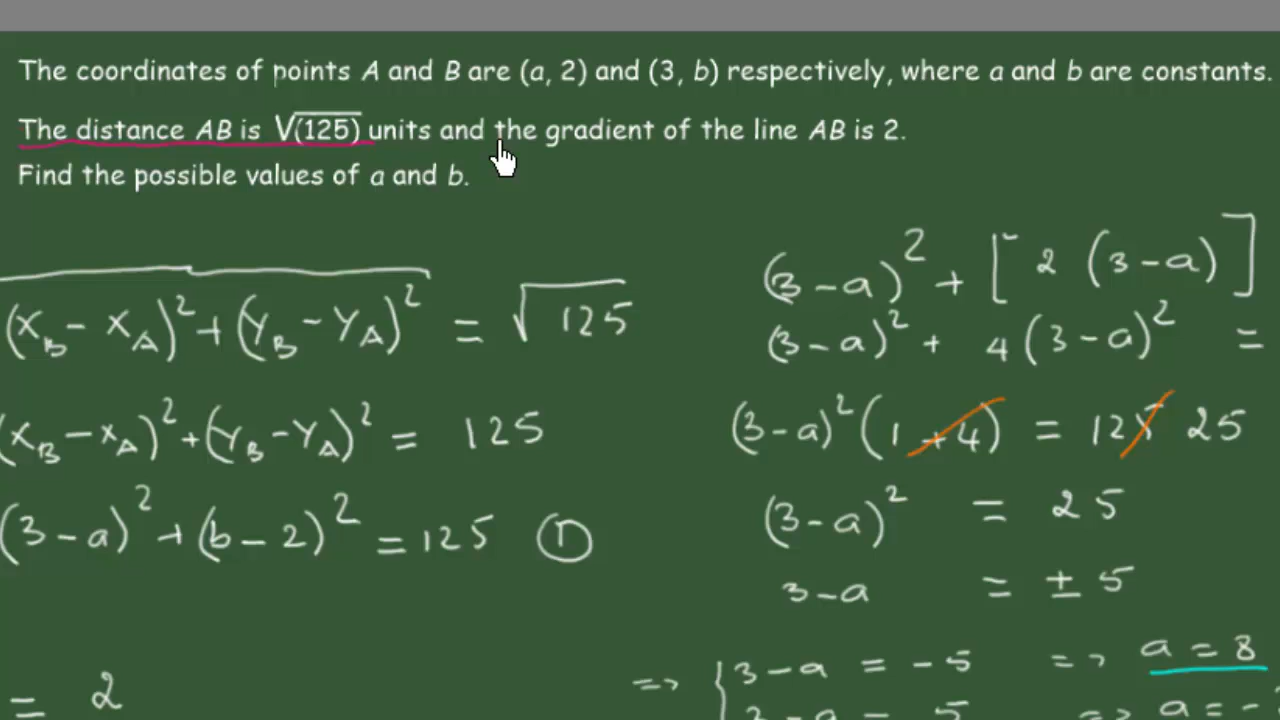 The coordinates of points A and B are (a, 2) and (3, b) respectively, where a and b are constants.
The distance AB is √(125) units and the gradient of the line AB is 2.
Find the possible values of a and b.
(X_B - X_A)² + (Y_B - Y_A)² = √125
(X_B - X_A)² + (Y_B - Y_A)² = 125
(3 - a)² + (b - 2)² = 125 ①
= 2
(3 - a)² + [2 (3 - a)]
(3 - a)² + 4(3 - a)² =
(3 - a)² (1 + 4) = 125 25
(3 - a)² = 25
3 - a = ± 5
=> { 3 - a = - 5 => a = 8
3 - a = 5 => a = -